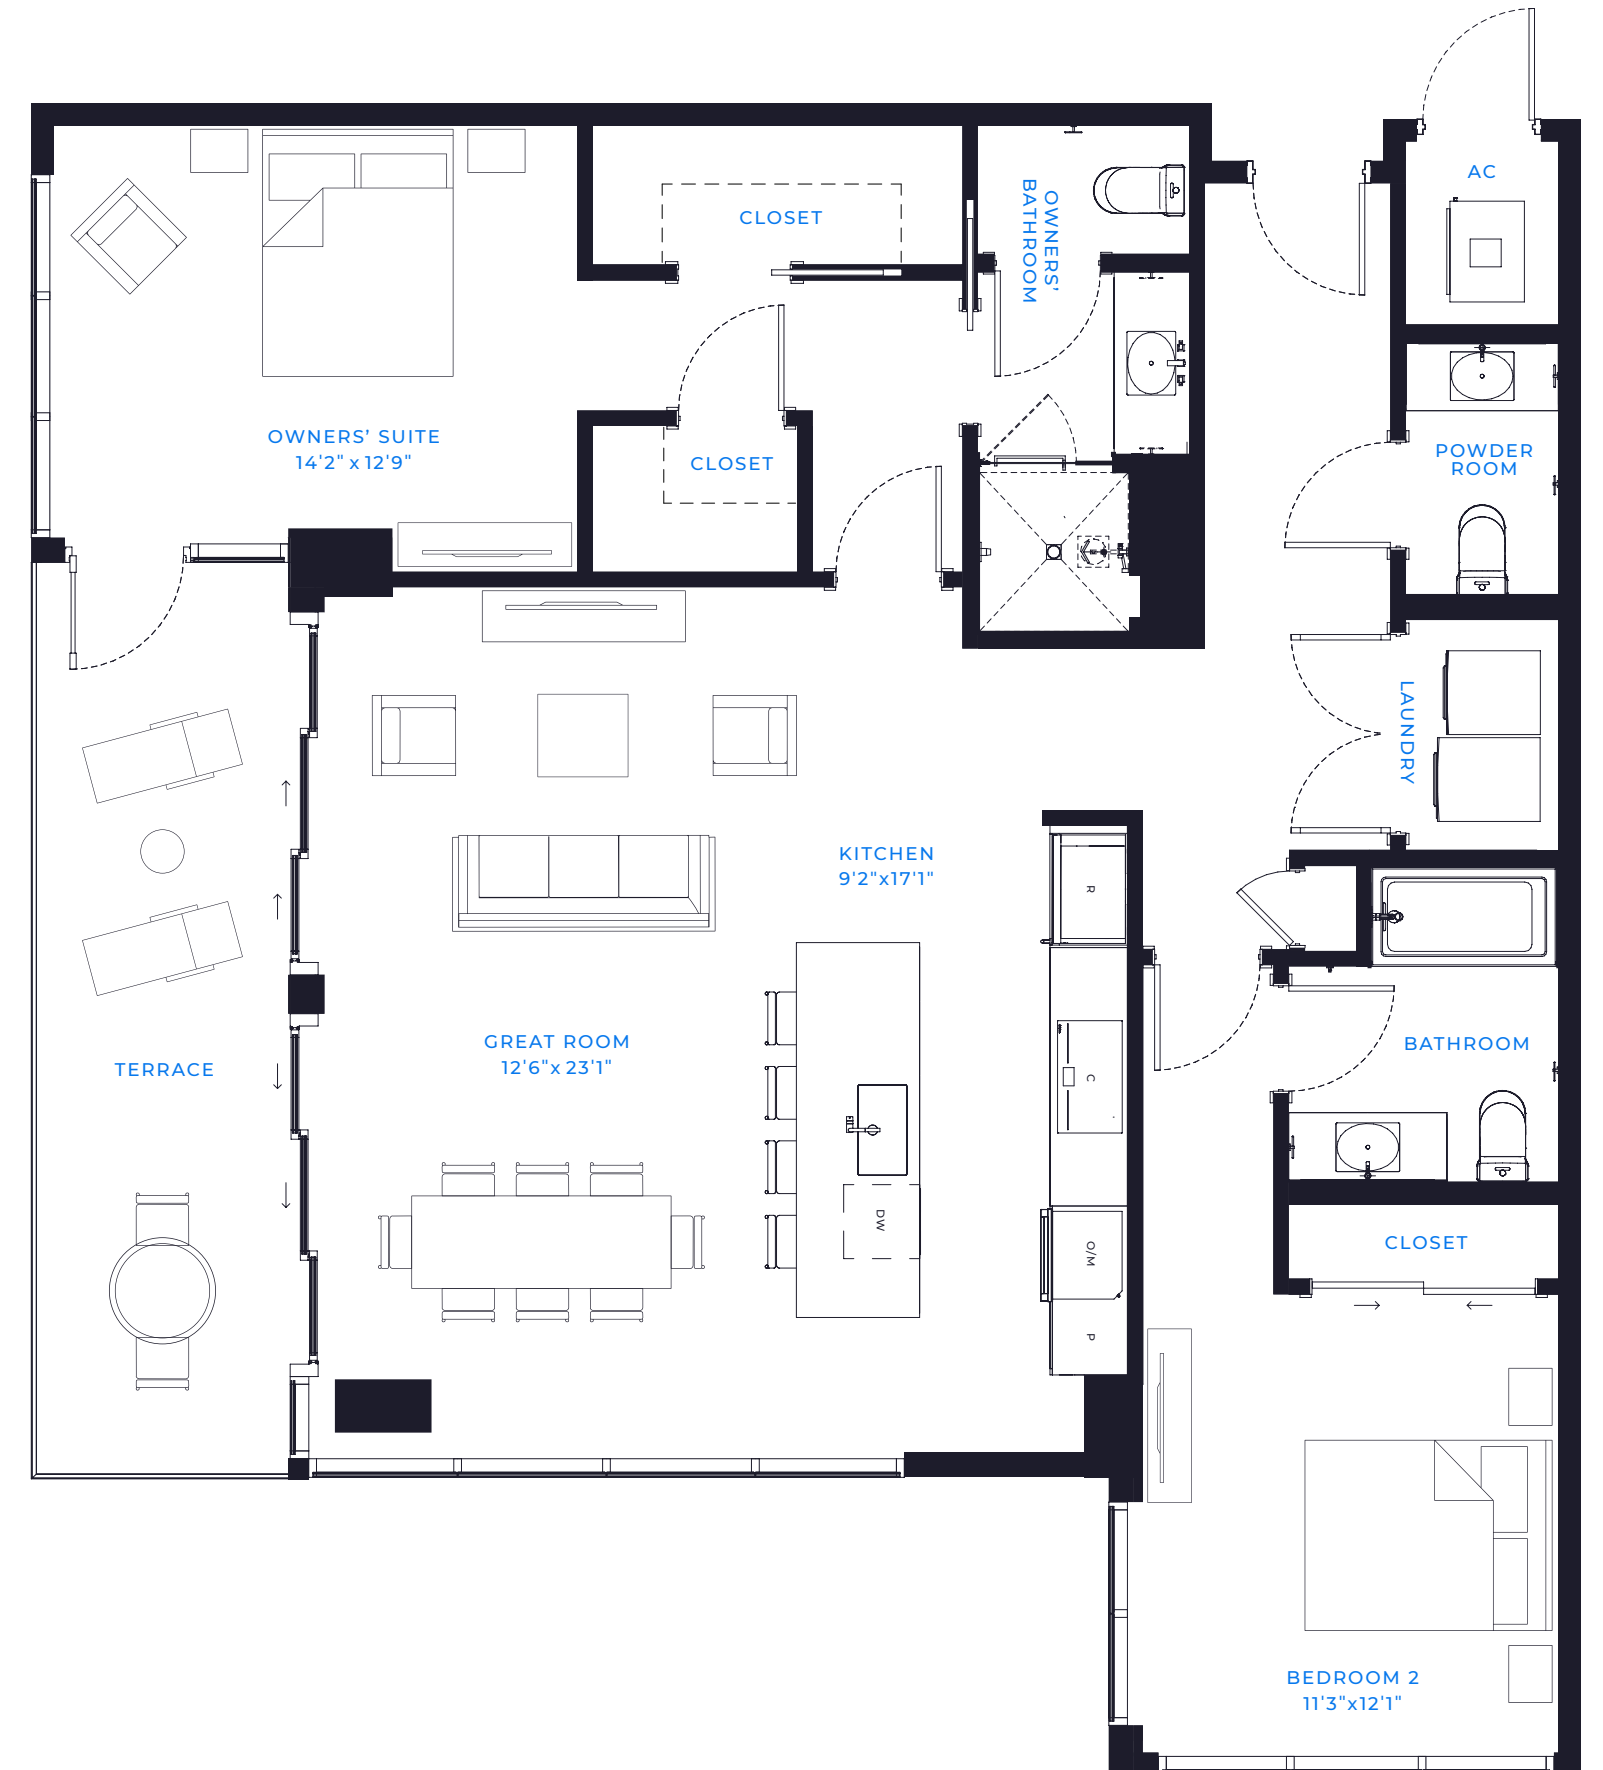 AC
CLOSET
OWNERS’
BATHROOM
OWNERS’ SUITE
14'2" x 12'9"
CLOSET
POWDER
ROOM
LAUNDRY
KITCHEN
9'2"x17'1"
R
GREAT ROOM
12'6"x 23'1"
BATHROOM
TERRACE
C
DW
O/M
CLOSET
P
BEDROOM 2
11'3"x12'1"